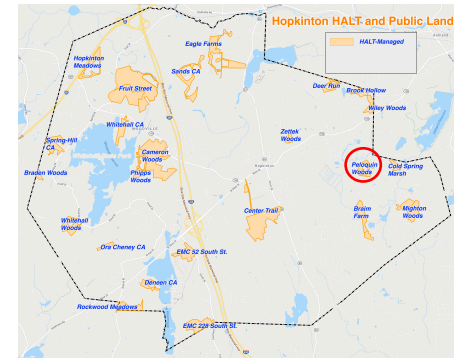 Hopkinton HALT and Public Land
HALT-Managed
Eagle Farms
Hopkinton
Meadows
Sands CA
Fruit Street
Deer Run
Brook Hollow
Wiley Woods
Whitehall CA
Zettek
Woods
Spring-Hill
CA
Cameron
Woods
Braden Woods
Phipps
Woods
Peloquin
Woods
Cold Spring
Marsh
Whitehall
Woods
Center Trail
Braim
Farm
Mighton
Woods
Ora Cheney CA
EMC 52 South St.
Deneen CA
Rockwood Meadows
EMC 228 South St.